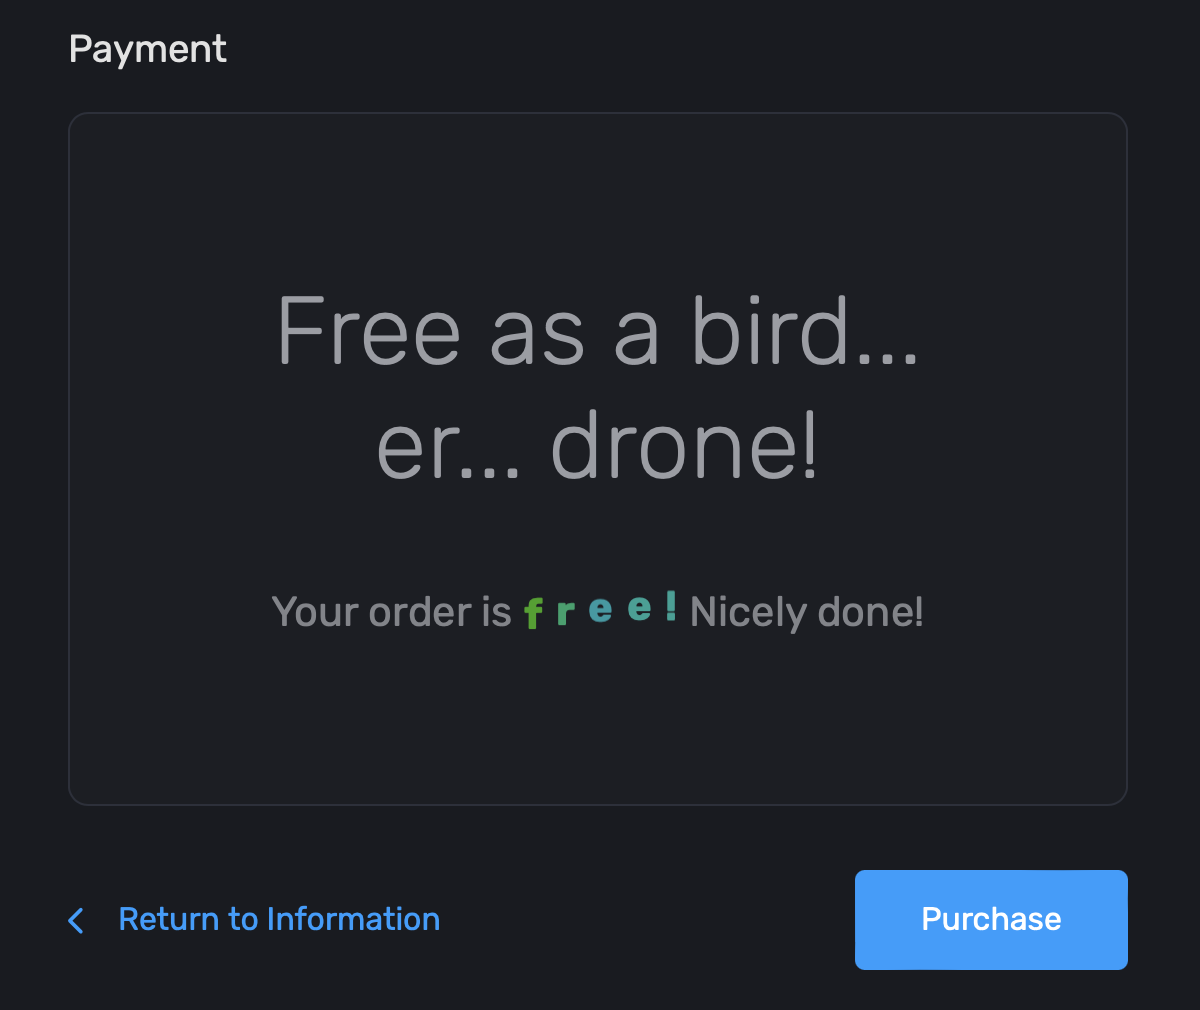 Payment
Free as a bird...
er... drone!
Your order is free! Nicely done!
Return to Information
Purchase